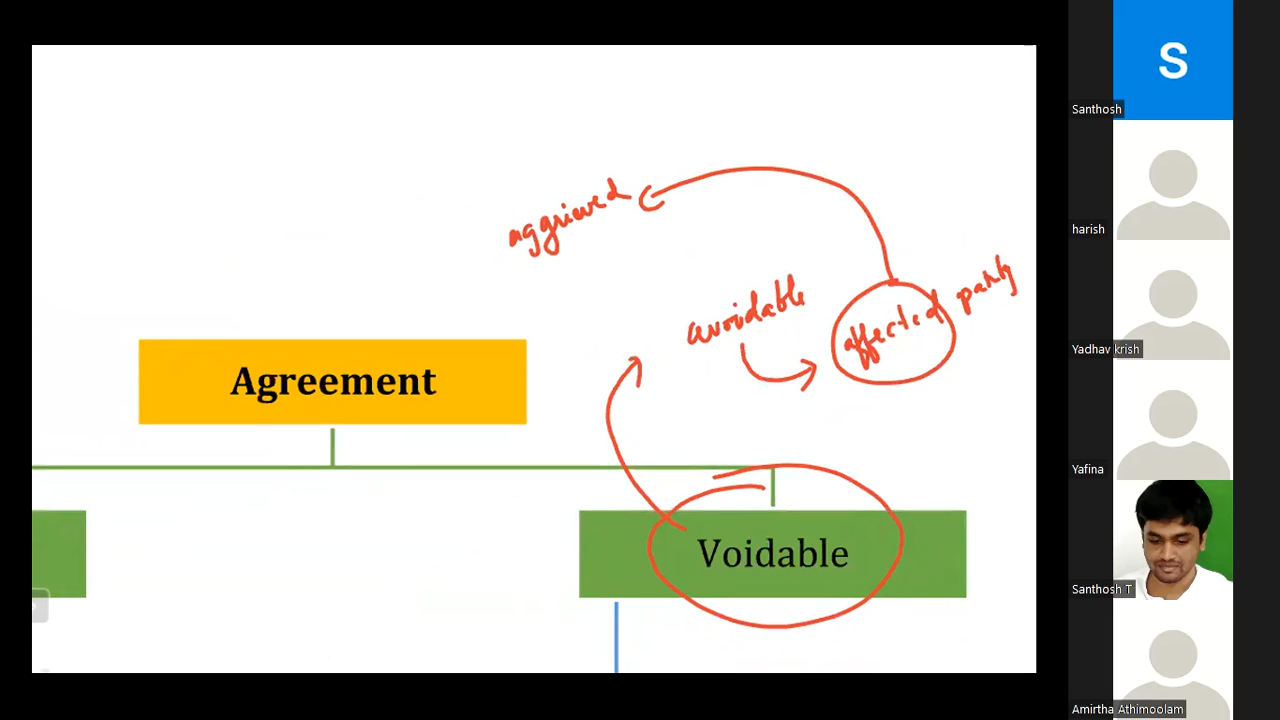 aggrieved
avoidable
affected party
Agreement
Voidable
S
Santhosh
harish
Yadhav krish
Yafina
Santhosh T
Amirtha Athimoolam